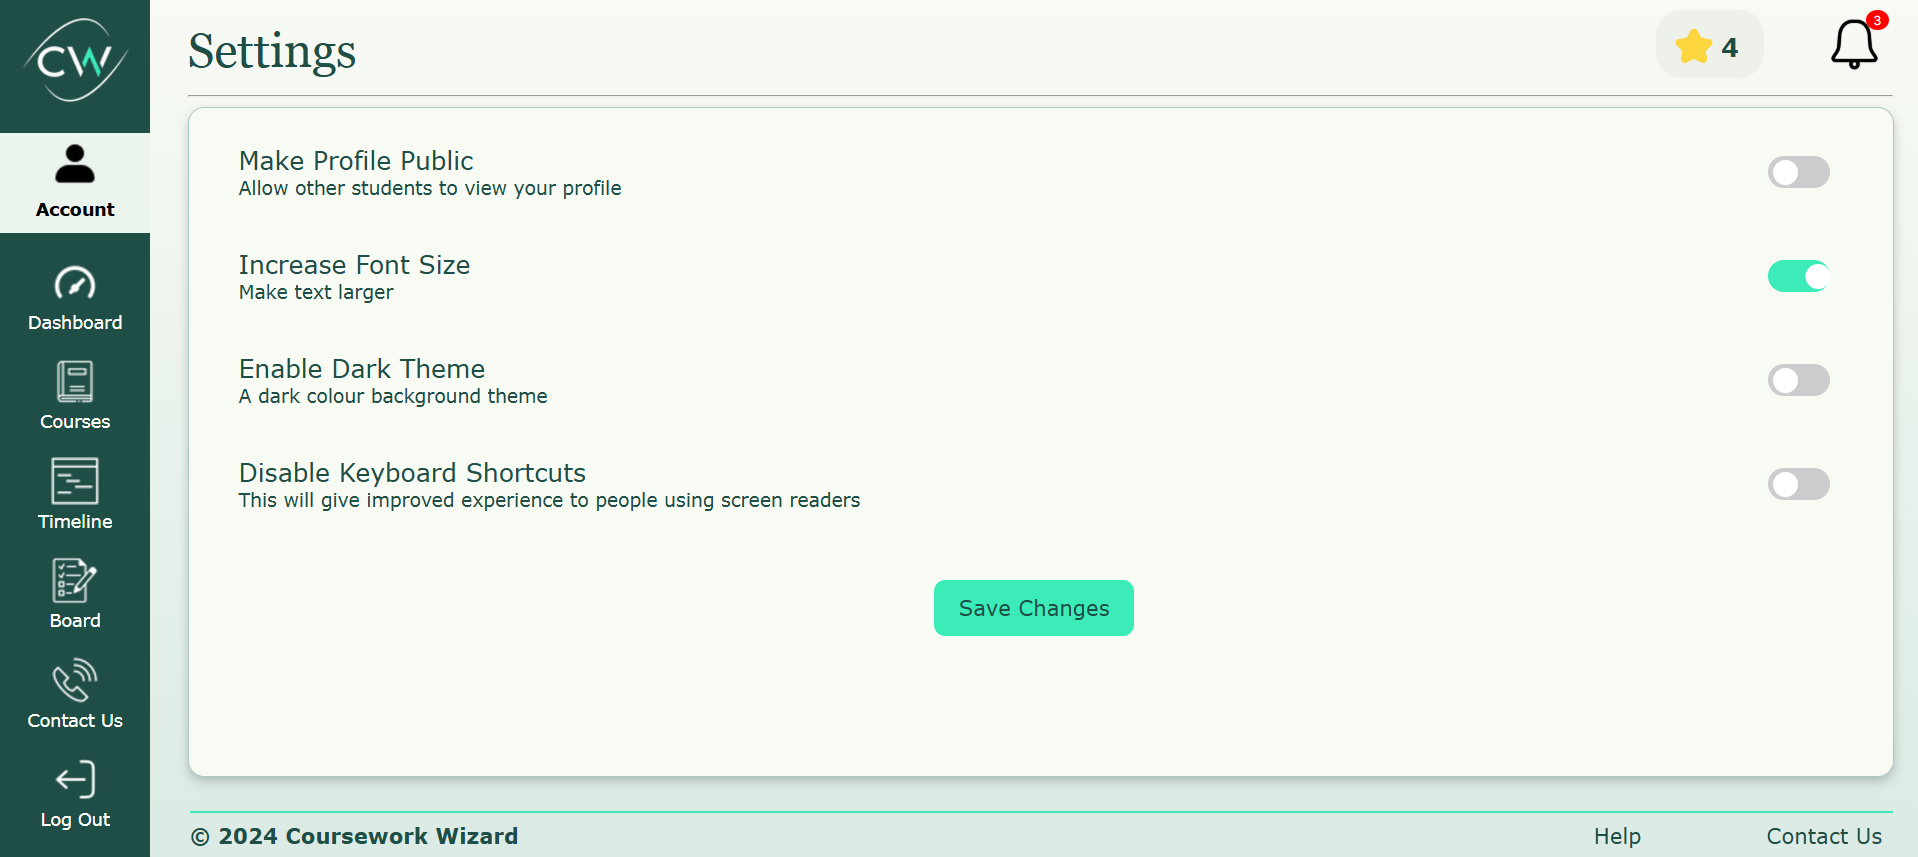 CW
Settings
4
3
Account
Dashboard
Courses
Timeline
Board
Contact Us
Log Out
Make Profile Public
Allow other students to view your profile
Increase Font Size
Make text larger
Enable Dark Theme
A dark colour background theme
Disable Keyboard Shortcuts
This will give improved experience to people using screen readers
Save Changes
© 2024 Coursework Wizard
Help
Contact Us